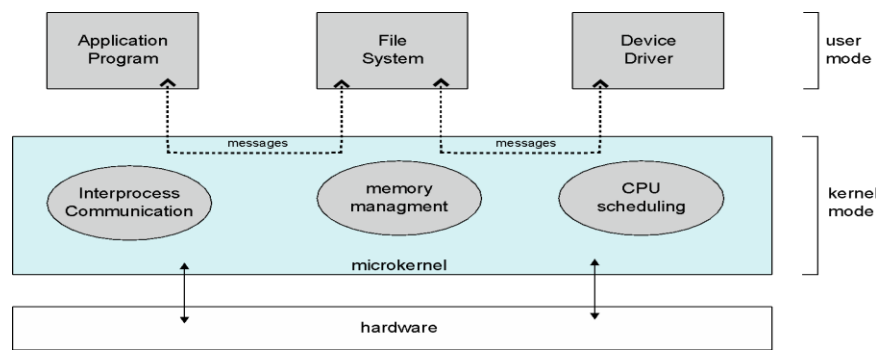 Application
Program
File
System
Device
Driver
user
mode
messages
messages
Interprocess
Communication
memory
managment
CPU
scheduling
kernel
mode
microkernel
hardware